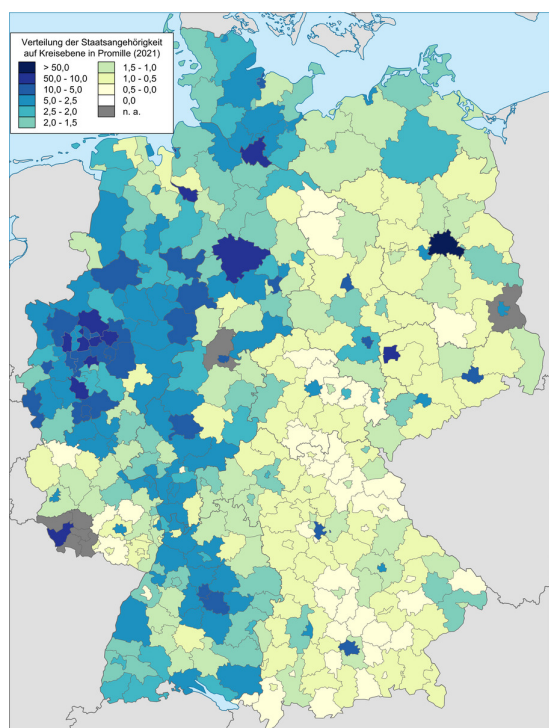 Verteilung der Staatsangehörigkeit
auf Kreisebene in Promille (2021)
> 50,0
50,0 - 10,0
10,0 - 5,0
5,0 - 2,5
2,5 - 2,0
2,0 - 1,5
1,5 - 1,0
1,0 - 0,5
0,5 - 0,0
0,0
n. a.